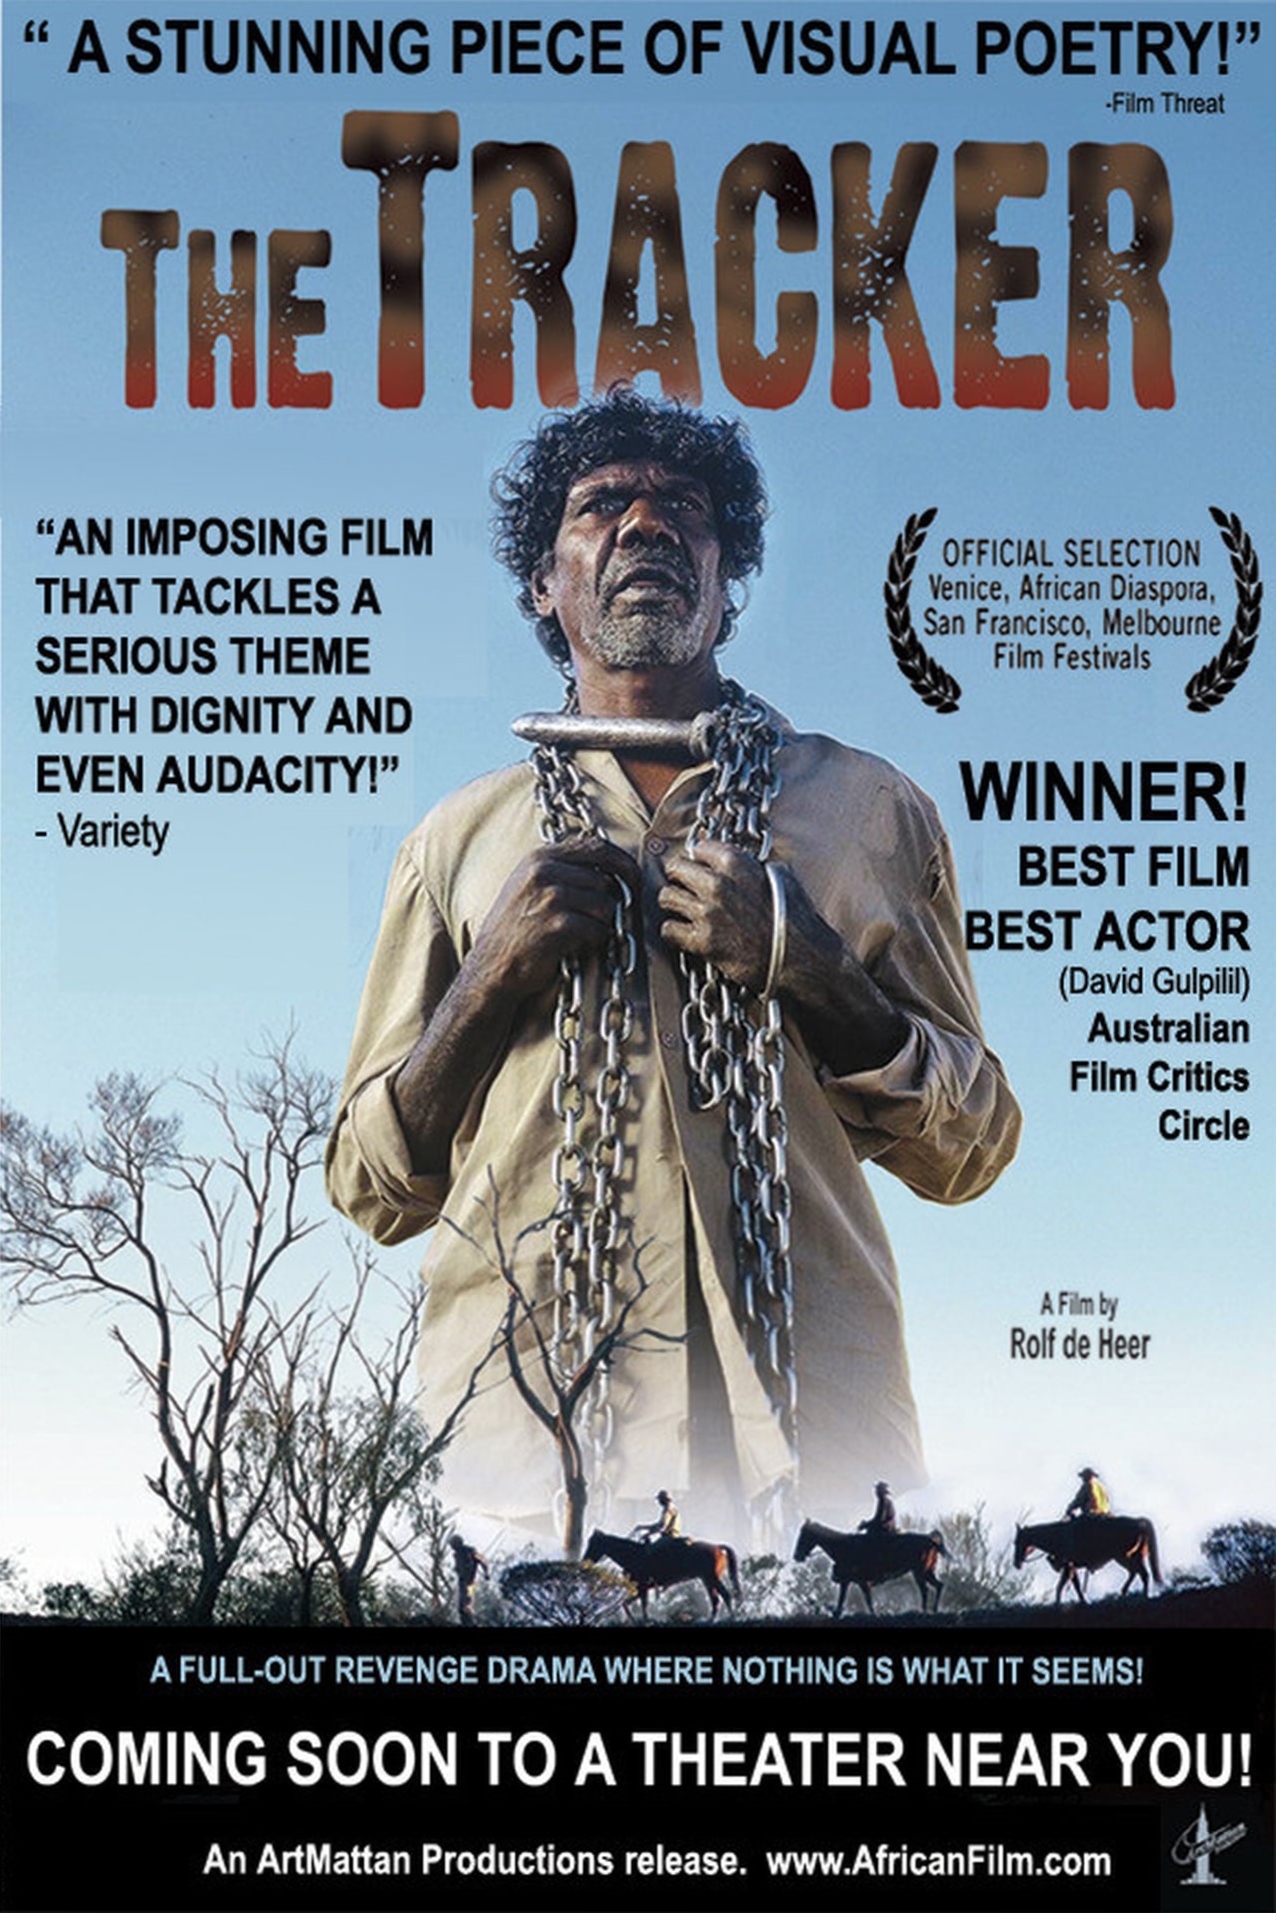 “ A STUNNING PIECE OF VISUAL POETRY!”
-Film Threat
THE TRACKER
“AN IMPOSING FILM
THAT TACKLES A
SERIOUS THEME
WITH DIGNITY AND
EVEN AUDACITY!”
- Variety
OFFICIAL SELECTION
Venice, African Diaspora,
San Francisco, Melbourne
Film Festivals
WINNER!
BEST FILM
BEST ACTOR
(David Gulpilil)
Australian
Film Critics
Circle
A Film by
Rolf de Heer
A FULL-OUT REVENGE DRAMA WHERE NOTHING IS WHAT IT SEEMS!
COMING SOON TO A THEATER NEAR YOU!
An ArtMattan Productions release. www.AfricanFilm.com